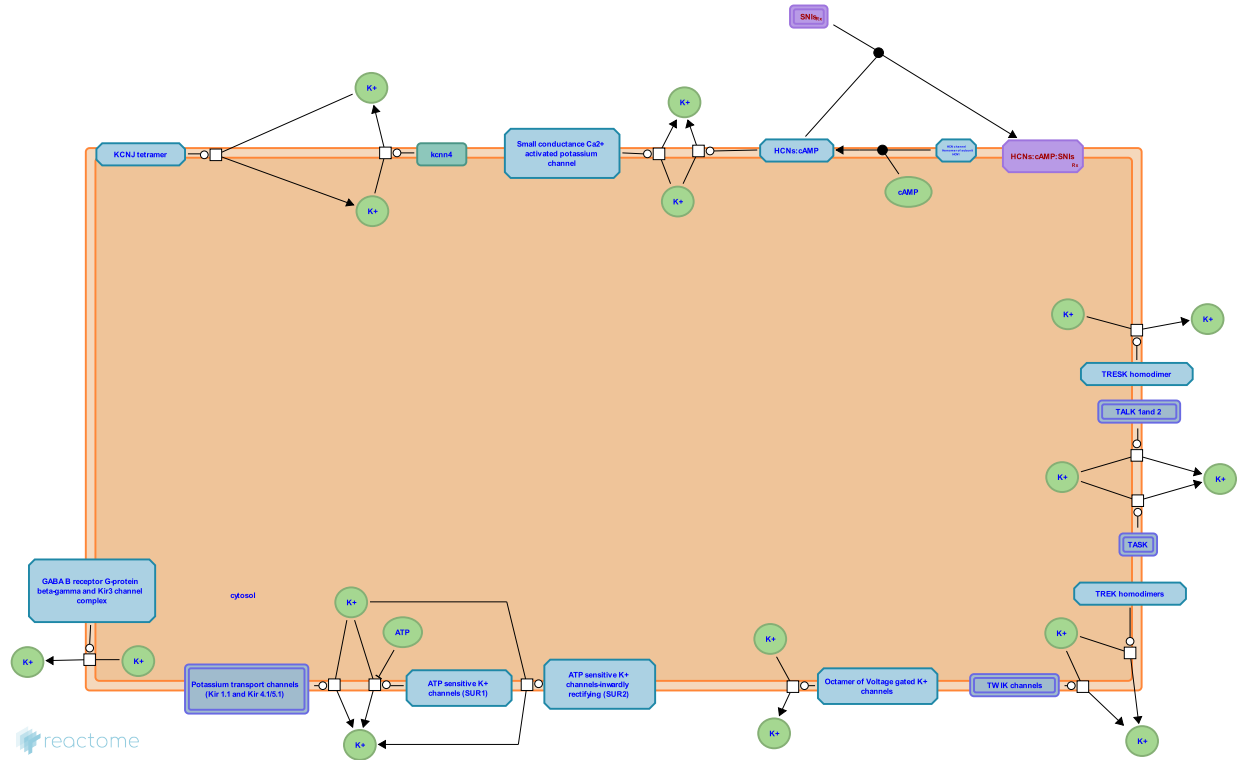 SNIs
Rx
K+
K+
KCNJ tetramer
kcnn4
Small conductance Ca2+
activated potassium
channel
HCNs:cAMP
HCNs:cAMP:SNIs
Rx
cAMP
K+
K+
K+
K+
TRESK homodimer
TALK 1and 2
K+
K+
TASK
GABA B receptor G-protein
beta-gamma and Kir3 channel
complex
cytosol
TREK homodimers
K+
ATP
K+
K+
K+
K+
Potassium transport channels
(Kir 1.1 and Kir 4.1/5.1)
ATP sensitive K+
channels (SUR1)
ATP sensitive K+
channels-inwardly
rectifying (SUR2)
Octamer of Voltage gated K+
channels
TWIK channels
K+
K+
K+
reactome